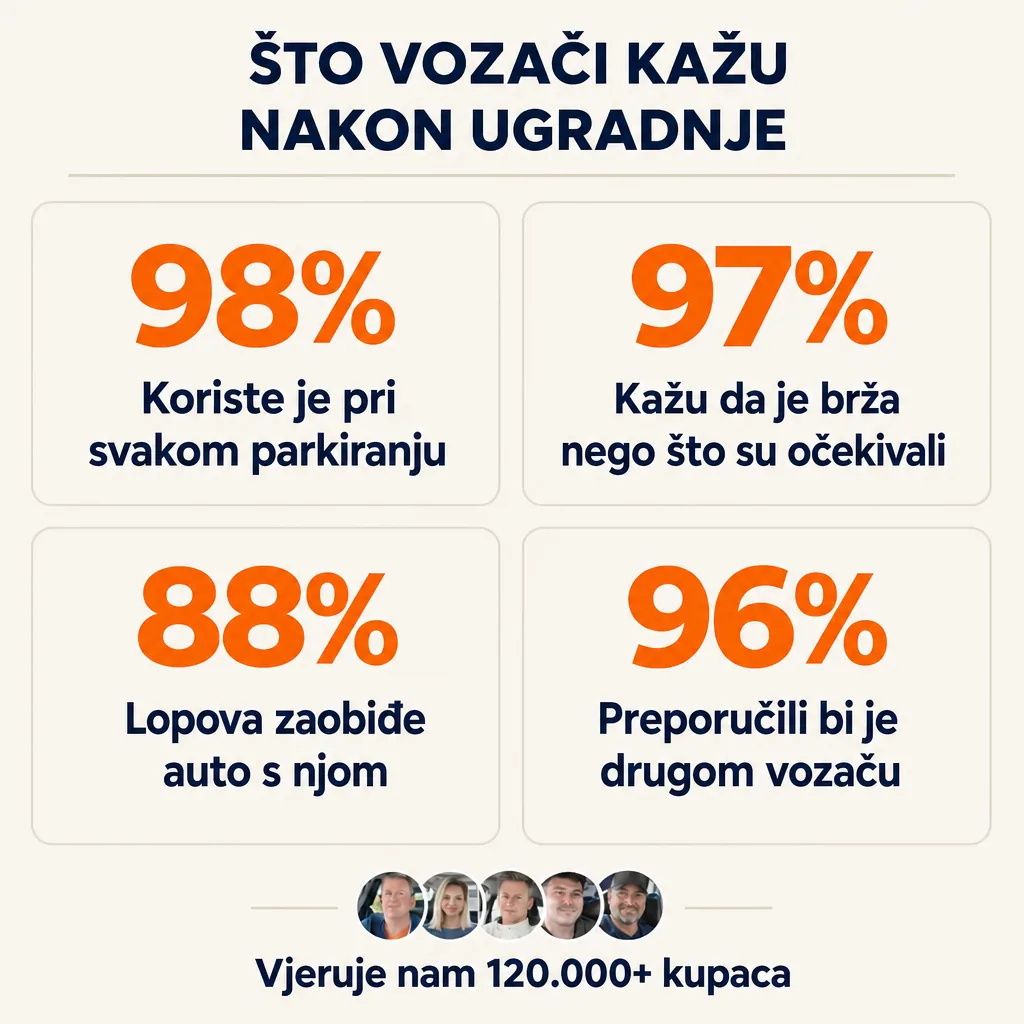 ŠTO VOZAČI KAŽU
NAKON UGRADNJE
98%
Koriste je pri
svakom parkiranju
97%
Kažu da je brža
nego što su očekivali
88%
Lopova zaobiđe
auto s njom
96%
Preporučili bi je
drugom vozaču
Vjeruje nam 120.000+ kupaca